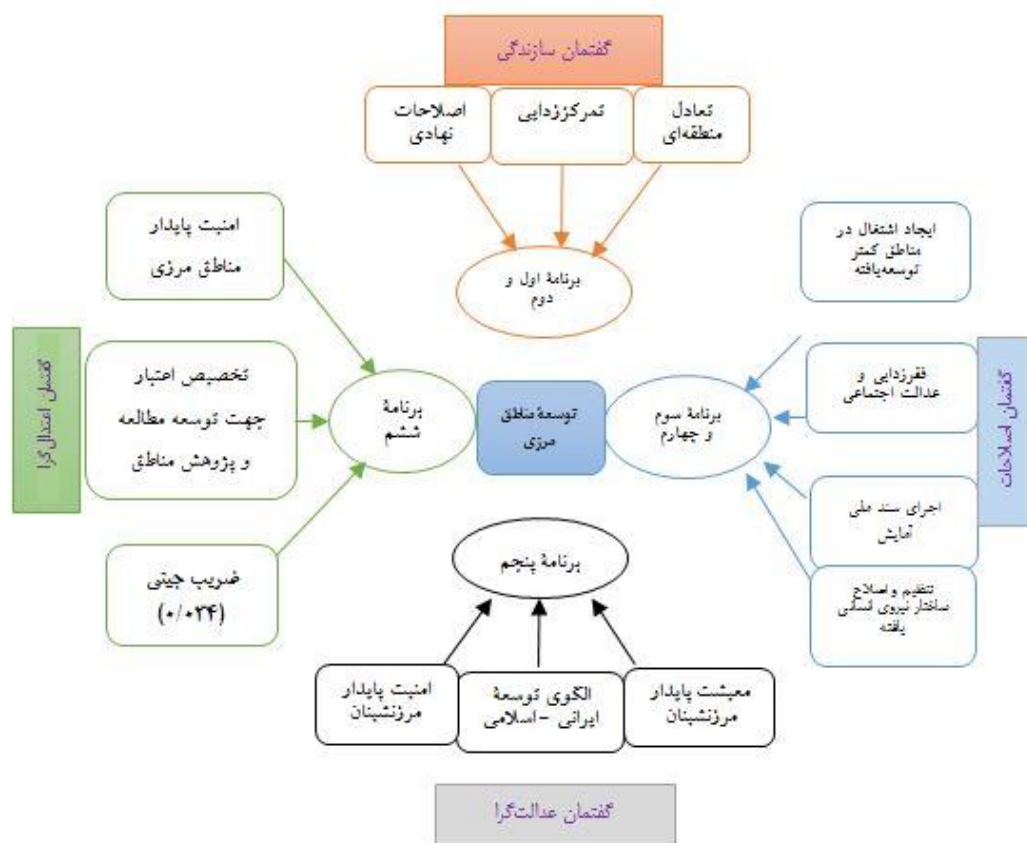 گفتمان سازندگی
تعادل
منطقه‌ای
تمرکززدایی
اصلاحات
نهادی
برنامهٔ اول و
دوم
گفتمان اصلاحات
ایجاد اشتغال در
مناطق کمتر
توسعه‌یافته
فقرزدایی و
عدالت اجتماعی
اجرای سند ملی
آمایش
تنظیم و اصلاح
ساختار نیروی انسانی
یافته
برنامهٔ سوم
و چهارم
توسعهٔ مناطق
مرزی
برنامهٔ
ششم
امنیت پایدار
مناطق مرزی
تخصیص اعتبار
جهت توسعه مطالعه
و پژوهش مناطق
ضریب جینی
(۰/۰۳۴)
گفتمان اعتدال‌گرا
برنامهٔ پنجم
معیشت پایدار
مرزنشینان
الگوی توسعهٔ
ایرانی -اسلامی
امنیت پایدار
مرزنشینان
گفتمان عدالت‌گرا